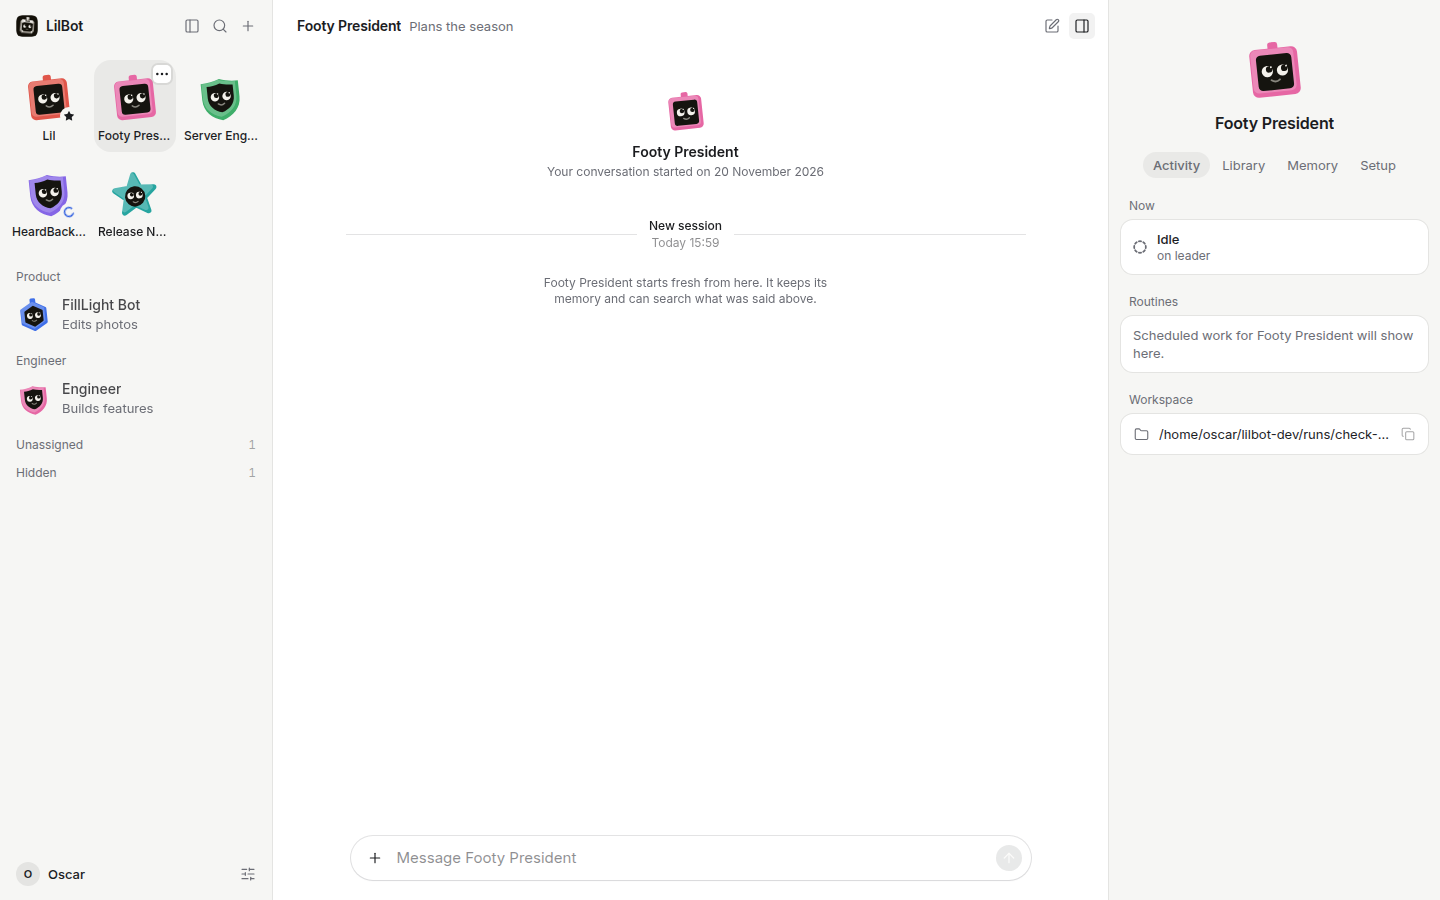 LilBot
Lil
Footy Pres...
Server Eng...
HeardBack...
Release N...
Product
FillLight Bot
Edits photos
Engineer
Engineer
Builds features
Unassigned 1
Hidden 1
O Oscar
Footy President Plans the season
Footy President
Your conversation started on 20 November 2026
New session
Today 15:59
Footy President starts fresh from here. It keeps its
memory and can search what was said above.
Message Footy President
Footy President
Activity Library Memory Setup
Now
Idle
on leader
Routines
Scheduled work for Footy President will show
here.
Workspace
/home/oscar/lilbot-dev/runs/check-...